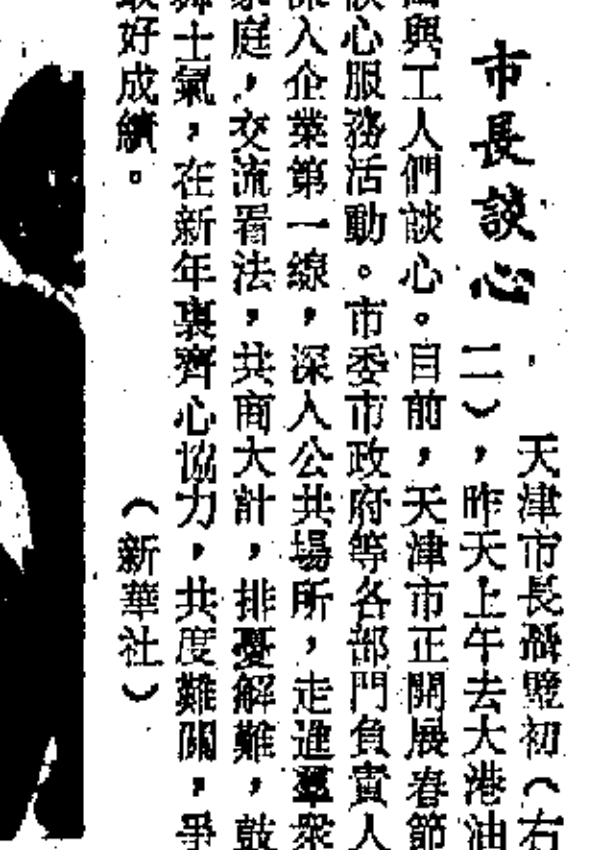 市長談心
天津市長聶璧初（右
二），昨天上午去大港油
與工人們談心。目前，天津市正開展春節
談心服務活動。市委市政府等各部門負責人
深入企業第一線，深入公共場所，走進羣衆
家庭，交流看法，共商大計，排憂解難，鼓
舞士氣，在新年裏齊心協力，共度難關，爭
取好成績。
（新華社）